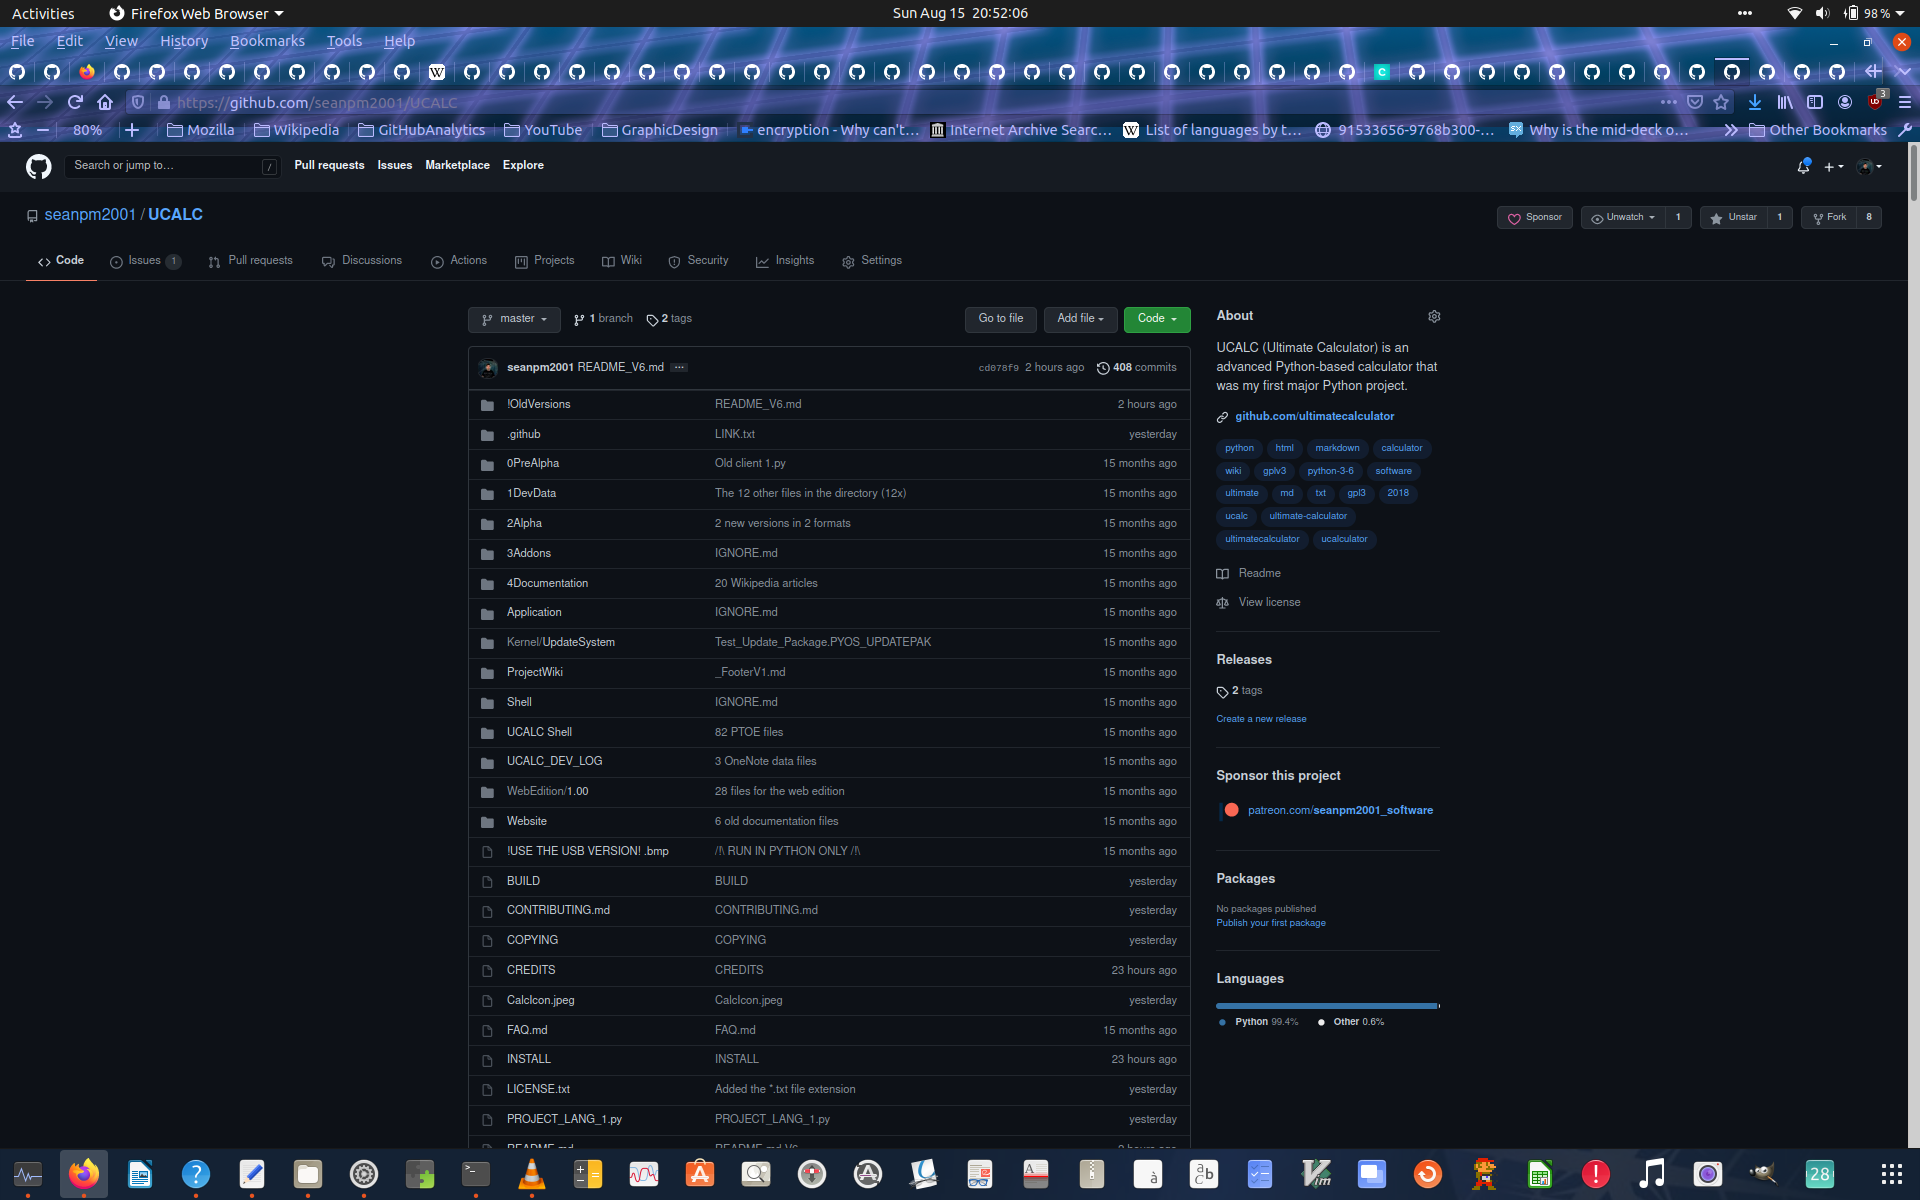 Activities Firefox Web Browser Sun Aug 15 20:52:06 98 %
File Edit View History Bookmarks Tools Help
https://github.com/seanpm2001/UCALC 3
80% Mozilla Wikipedia GitHubAnalytics YouTube GraphicDesign encryption - Why can't… Internet Archive Searc… List of languages by t… 91533656-9768b300-… Why is the mid-deck o… Other Bookmarks
Search or jump to… / Pull requests Issues Marketplace Explore
seanpm2001 / UCALC Sponsor Unwatch 1 Unstar 1 Fork 8
Code Issues 1 Pull requests Discussions Actions Projects Wiki Security Insights Settings
master 1 branch 2 tags Go to file Add file Code
seanpm2001 README_V6.md ... cd078f9 2 hours ago 408 commits
!OldVersions README_V6.md 2 hours ago
.github LINK.txt yesterday
0PreAlpha Old client 1.py 15 months ago
1DevData The 12 other files in the directory (12x) 15 months ago
2Alpha 2 new versions in 2 formats 15 months ago
3Addons IGNORE.md 15 months ago
4Documentation 20 Wikipedia articles 15 months ago
Application IGNORE.md 15 months ago
Kernel/UpdateSystem Test_Update_Package.PYOS_UPDATEPAK 15 months ago
ProjectWiki _FooterV1.md 15 months ago
Shell IGNORE.md 15 months ago
UCALC Shell 82 PTOE files 15 months ago
UCALC_DEV_LOG 3 OneNote data files 15 months ago
WebEdition/1.00 28 files for the web edition 15 months ago
Website 6 old documentation files 15 months ago
!USE THE USB VERSION! .bmp /!\ RUN IN PYTHON ONLY /!\ 15 months ago
BUILD BUILD yesterday
CONTRIBUTING.md CONTRIBUTING.md yesterday
COPYING COPYING yesterday
CREDITS CREDITS 23 hours ago
CalcIcon.jpeg CalcIcon.jpeg yesterday
FAQ.md FAQ.md 15 months ago
INSTALL INSTALL 23 hours ago
LICENSE.txt Added the *.txt file extension yesterday
PROJECT_LANG_1.py PROJECT_LANG_1.py yesterday
About
UCALC (Ultimate Calculator) is an
advanced Python-based calculator that
was my first major Python project.
github.com/ultimatecalculator
python html markdown calculator
wiki gplv3 python-3-6 software
ultimate md txt gpl3 2018
ucalc ultimate-calculator
ultimatecalculator ucalculator
Readme
View license
Releases
2 tags
Create a new release
Sponsor this project
patreon.com/seanpm2001_software
Packages
No packages published
Publish your first package
Languages
Python 99.4% Other 0.6%
28